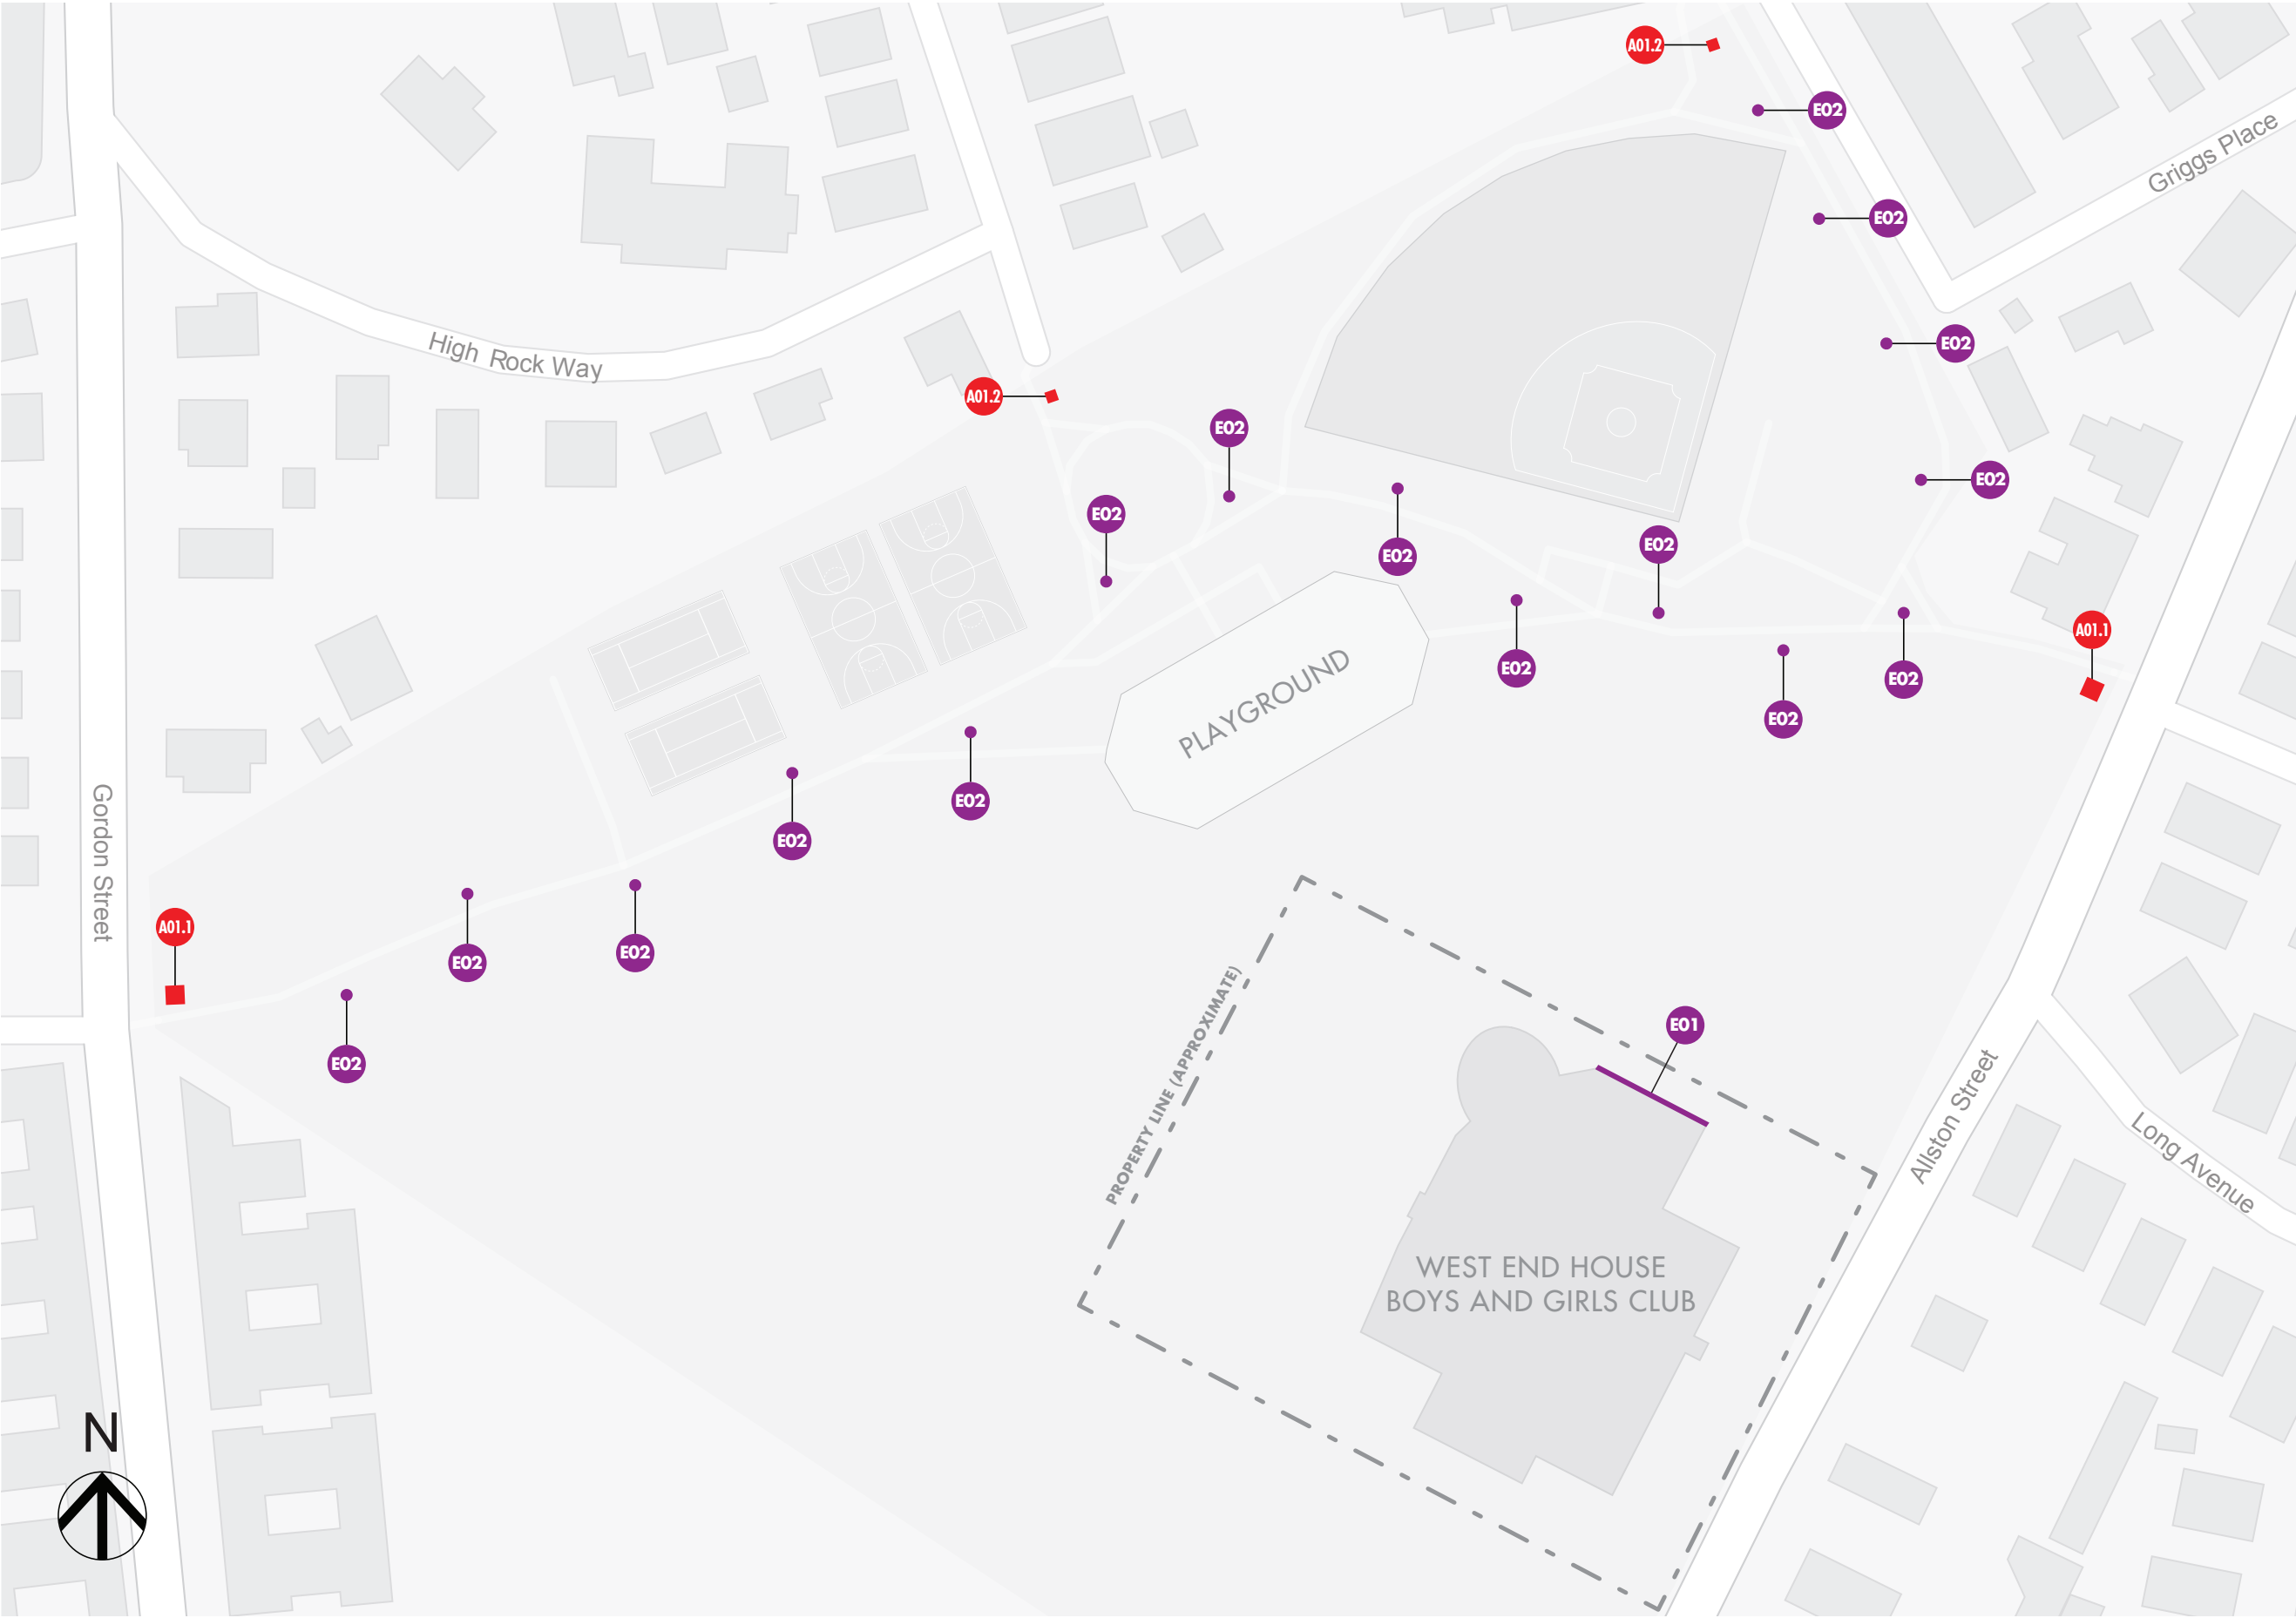 A01.2
E02
Griggs Place
E02
High Rock Way
E02
A01.2
E02
E02
E02
E02
E02
A01.1
PLAYGROUND
E02
E02
E02
Gordon Street
E02
E02
A01.1
E02
E02
E02
PROPERTY LINE (APPROXIMATE)
E01
Allston Street
Long Avenue
WEST END HOUSE
BOYS AND GIRLS CLUB
N